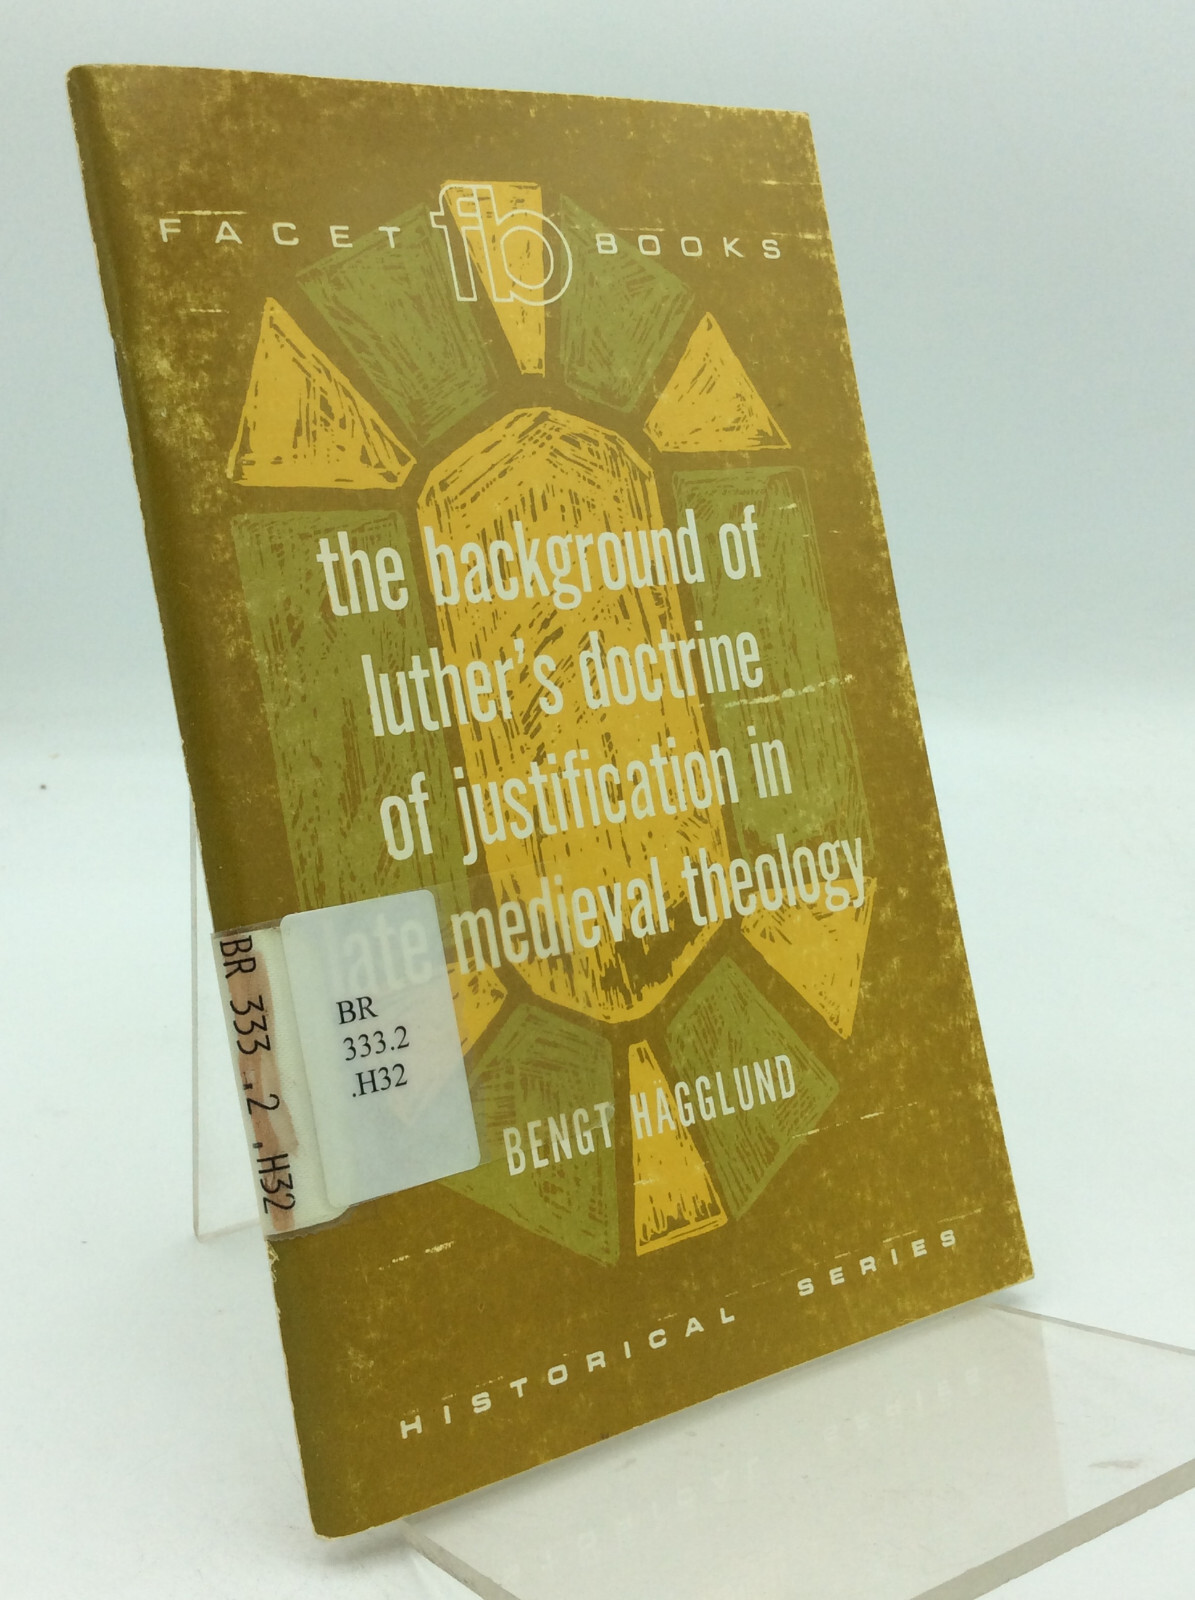 FACET fb BOOKS
the background of
luther's doctrine
of justification in
late medieval theology
BR 333.2 .H32
BR
333.2
.H32
BENGT HÄGGLUND
HISTORICAL SERIES